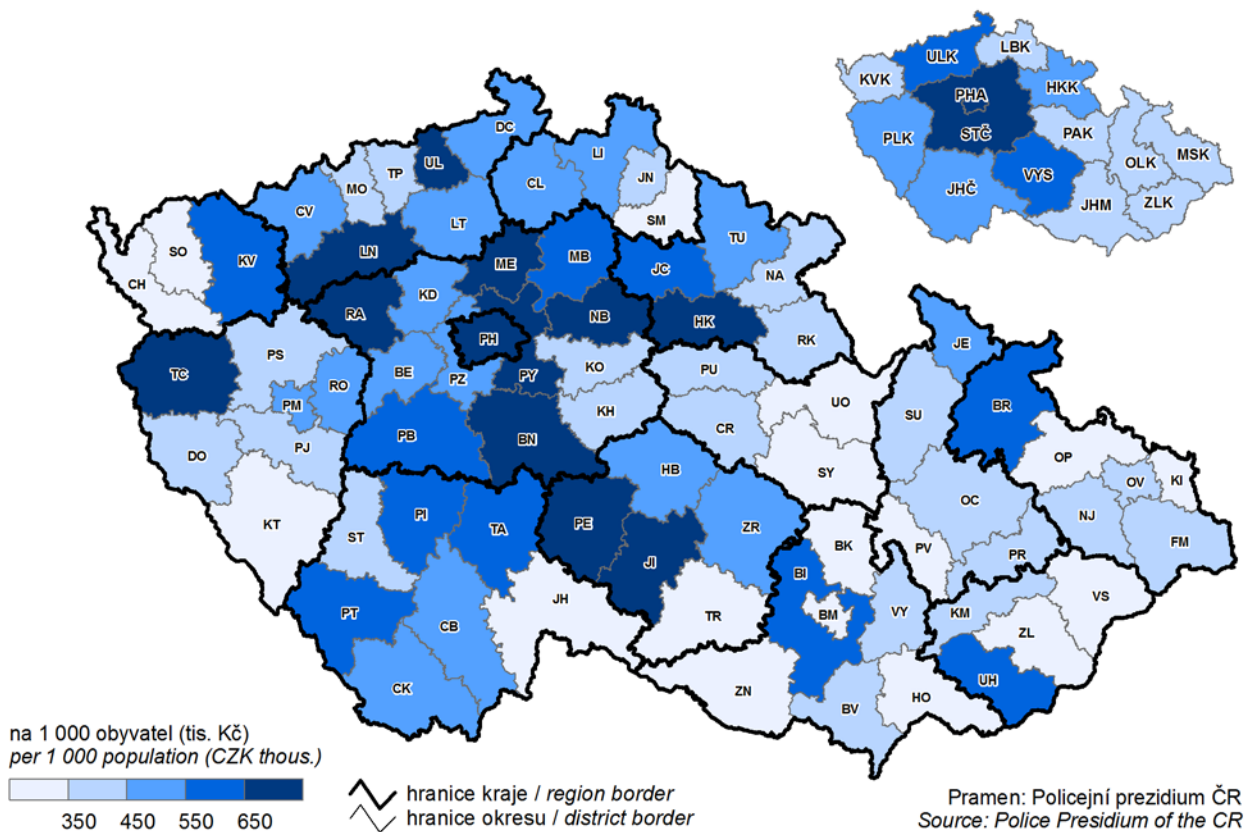 LBK
ULK
KVK
HKK
PHA
STČ
PLK
PAK
OLK
MSK
VYS
JHČ
JHM
ZLK
DC
UL
LI
TP
MO
CL
JN
CV
LT
SM
SO
KV
LN
TU
CH
ME
MB
JC
NA
KD
RA
NB
HK
PH
RK
JE
PS
TC
BE
PZ
PY
KO
PU
RO
PM
UO
BR
SU
KH
PB
BN
CR
PJ
DO
OP
HB
SY
OV
KI
OC
NJ
KT
PI
TA
PE
ZR
ST
BK
PV
PR
FM
JI
BI
VS
JH
PT
TR
BM
VY
KM
CB
ZL
UH
CK
ZN
HO
BV
na 1 000 obyvatel (tis. Kč)
per 1 000 population (CZK thous.)
350 450 550 650
hranice kraje / region border
hranice okresu / district border
Pramen: Policejní prezidium ČR
Source: Police Presidium of the CR